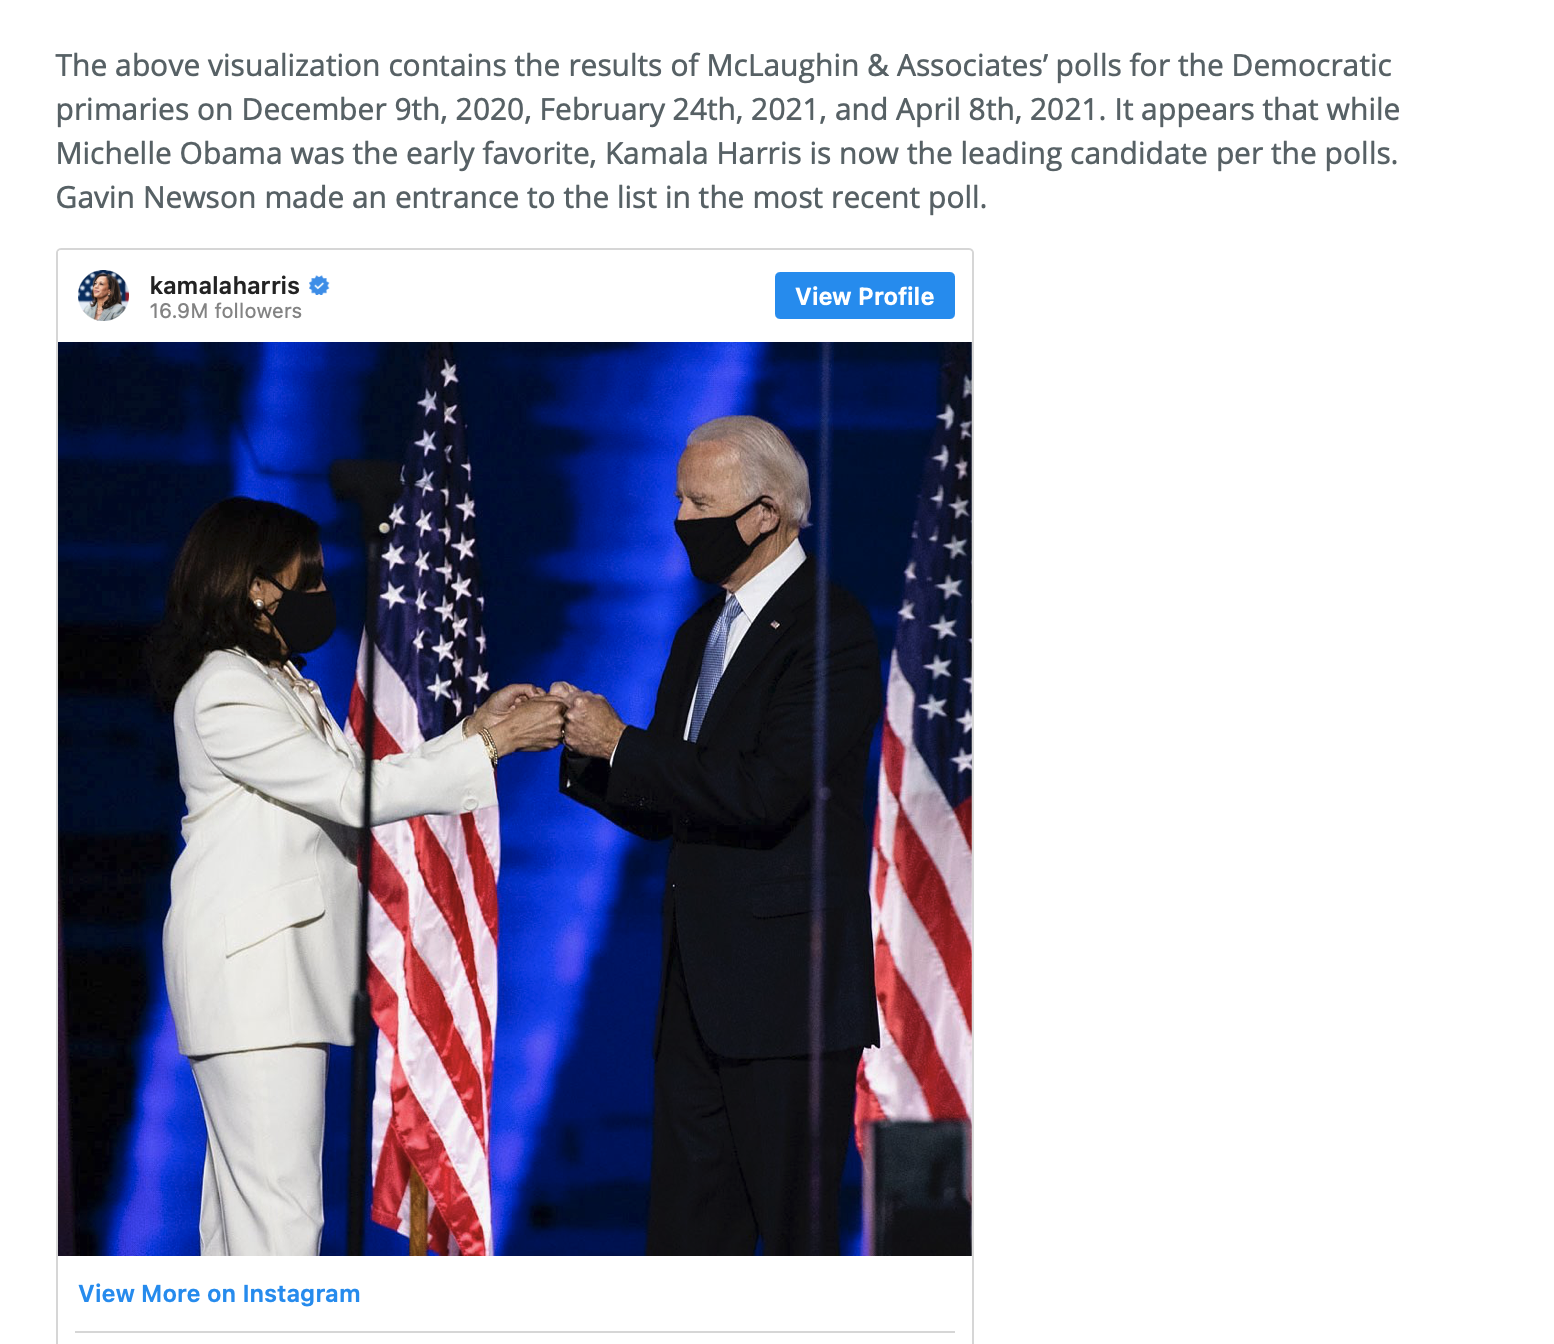 The above visualization contains the results of McLaughin & Associates’ polls for the Democratic
primaries on December 9th, 2020, February 24th, 2021, and April 8th, 2021. It appears that while
Michelle Obama was the early favorite, Kamala Harris is now the leading candidate per the polls.
Gavin Newson made an entrance to the list in the most recent poll.
kamalaharris
16.9M followers
View Profile
View More on Instagram